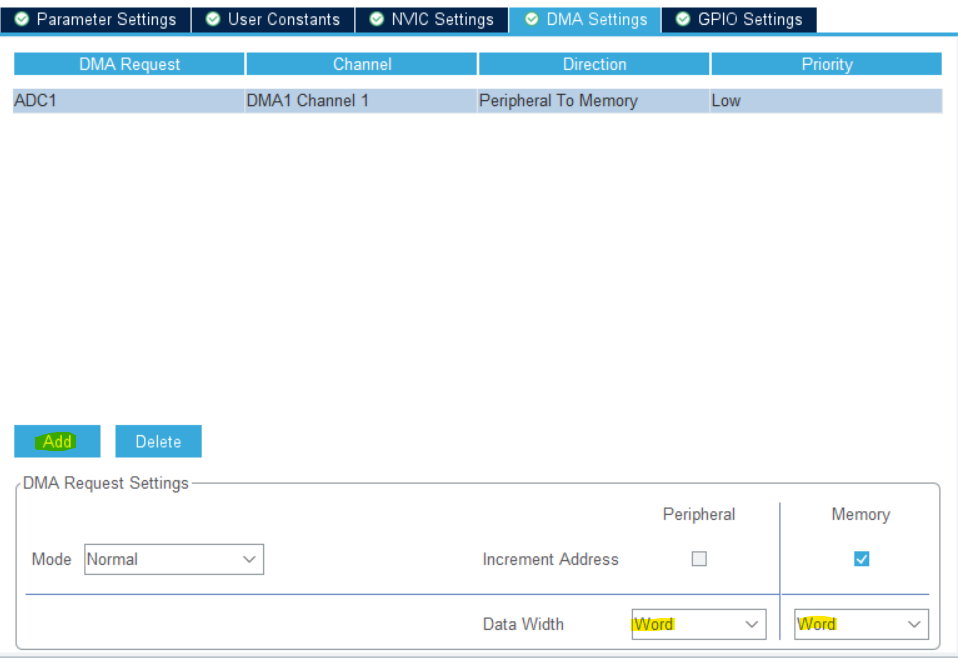 Parameter Settings User Constants NVIC Settings DMA Settings GPIO Settings
DMA Request Channel Direction Priority
ADC1 DMA1 Channel 1 Peripheral To Memory Low
Add Delete
DMA Request Settings
Peripheral Memory
Mode Normal Increment Address
Data Width Word Word